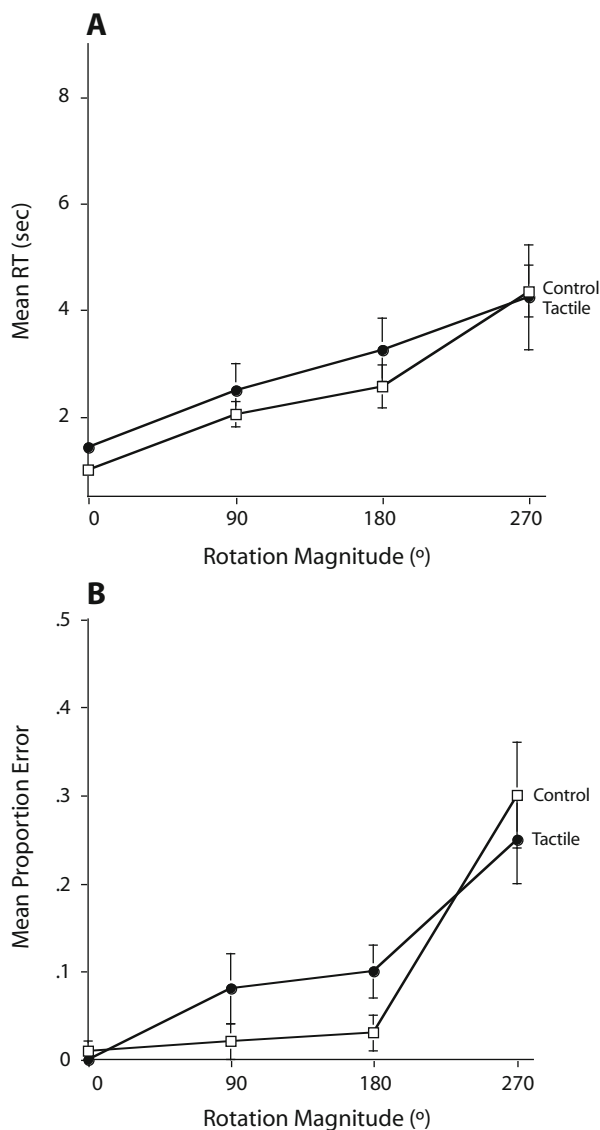 A
8
6
4
2
Mean RT (sec)
Control
Tactile
0 90 180 270
Rotation Magnitude (º)
B
.5
.4
.3
.2
.1
0
Mean Proportion Error
Control
Tactile
0 90 180 270
Rotation Magnitude (º)